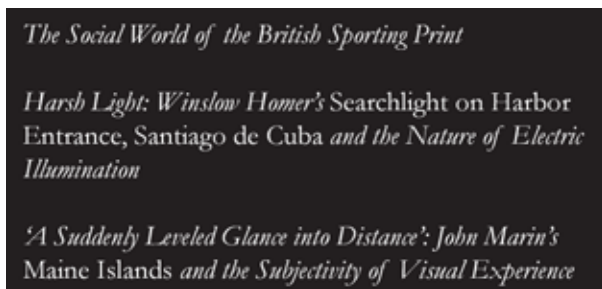 The Social World of the British Sporting Print
Harsh Light: Winslow Homer's Searchlight on Harbor
Entrance, Santiago de Cuba and the Nature of Electric
Illumination
'A Suddenly Leveled Glance into Distance': John Marin's
Maine Islands and the Subjectivity of Visual Experience